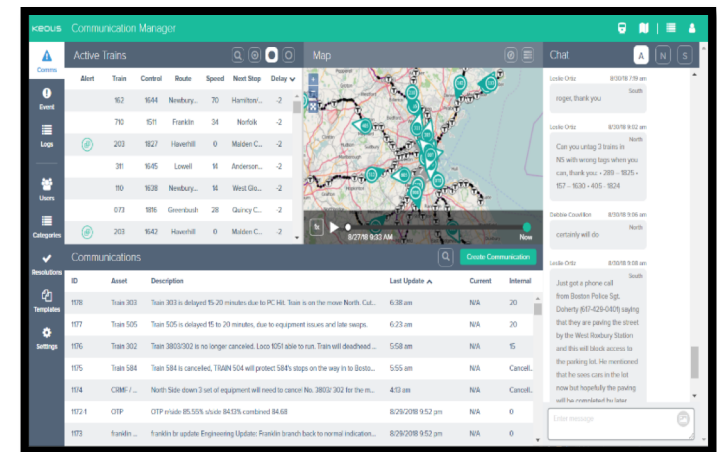 KEOLIS Communication Manager
Comms
Event
Logs
Users
Categories
Resolutions
Templates
Settings
Active Trains
Alert Train Control Route Speed Next Stop Delay
162 1644 Newbury... 70 Hamilton/... -2
710 1511 Franklin 34 Norfolk -2
203 1827 Haverhill 0 Malden C... -2
311 1645 Lowell 14 Anderson... -2
110 1638 Newbury... 14 West Glo... -2
073 1816 Greenbush 28 Quincy C... -2
203 1642 Haverhill 0 Malden C... -2
Map
1x
8/27/18 9:33 AM
Now
Communications
Create Communication
ID Asset Description Last Update Current Internal
1178 Train 303 Train 303 is delayed 15-20 minutes due to PC Hit. Train is on the move North. Cut... 6:38 am N/A 20
1177 Train 505 Train 505 is delayed 15 to 20 minutes, due to equipment issues and late swaps. 6:23 am N/A 20
1176 Train 302 Train 3803/302 is no longer canceled. Loco 1051 able to run. Train will deadhead ... 5:58 am N/A 15
1175 Train 584 Train 584 is cancelled, TRAIN 504 will protect 584's stops on the way in to Bosto... 5:55 am N/A Cancell..
1174 CRMF / ... North Side down 3 set of equipment will need to cancel No. 3803/ 302 for the m... 4:13 am N/A Cancell..
1172-1 OTP OTP n/side 85.55% s/side 84.13% combined 84.68 8/29/2018 9:52 pm N/A 0
1173 franklin ... franklin br update Engineering Update: Franklin branch back to normal indication... 8/29/2018 9:52 pm N/A 0
Chat A N S
Leslie Ortiz 8/30/18 7:19 am
South
roger, thank you
Leslie Ortiz 8/30/18 9:02 am
North
Can you untag 3 trains in
NS with wrong tags when you
can, thank you: • 289 – 1825 •
157 – 1630 • 405 - 1824
Debbie 8/30/18 9:06 am
North
certainly will do
Leslie Ortiz 8/30/18 9:08 am
South
Just got a phone call
from Boston Police Sgt.
Doherty (617-429-0401) saying
that they are paving the street
by the West Roxbury Station
and this will block access to
the parking lot. He mentioned
that he sees cars in the lot
now but hopefully the paving
will be completed by later
Enter message